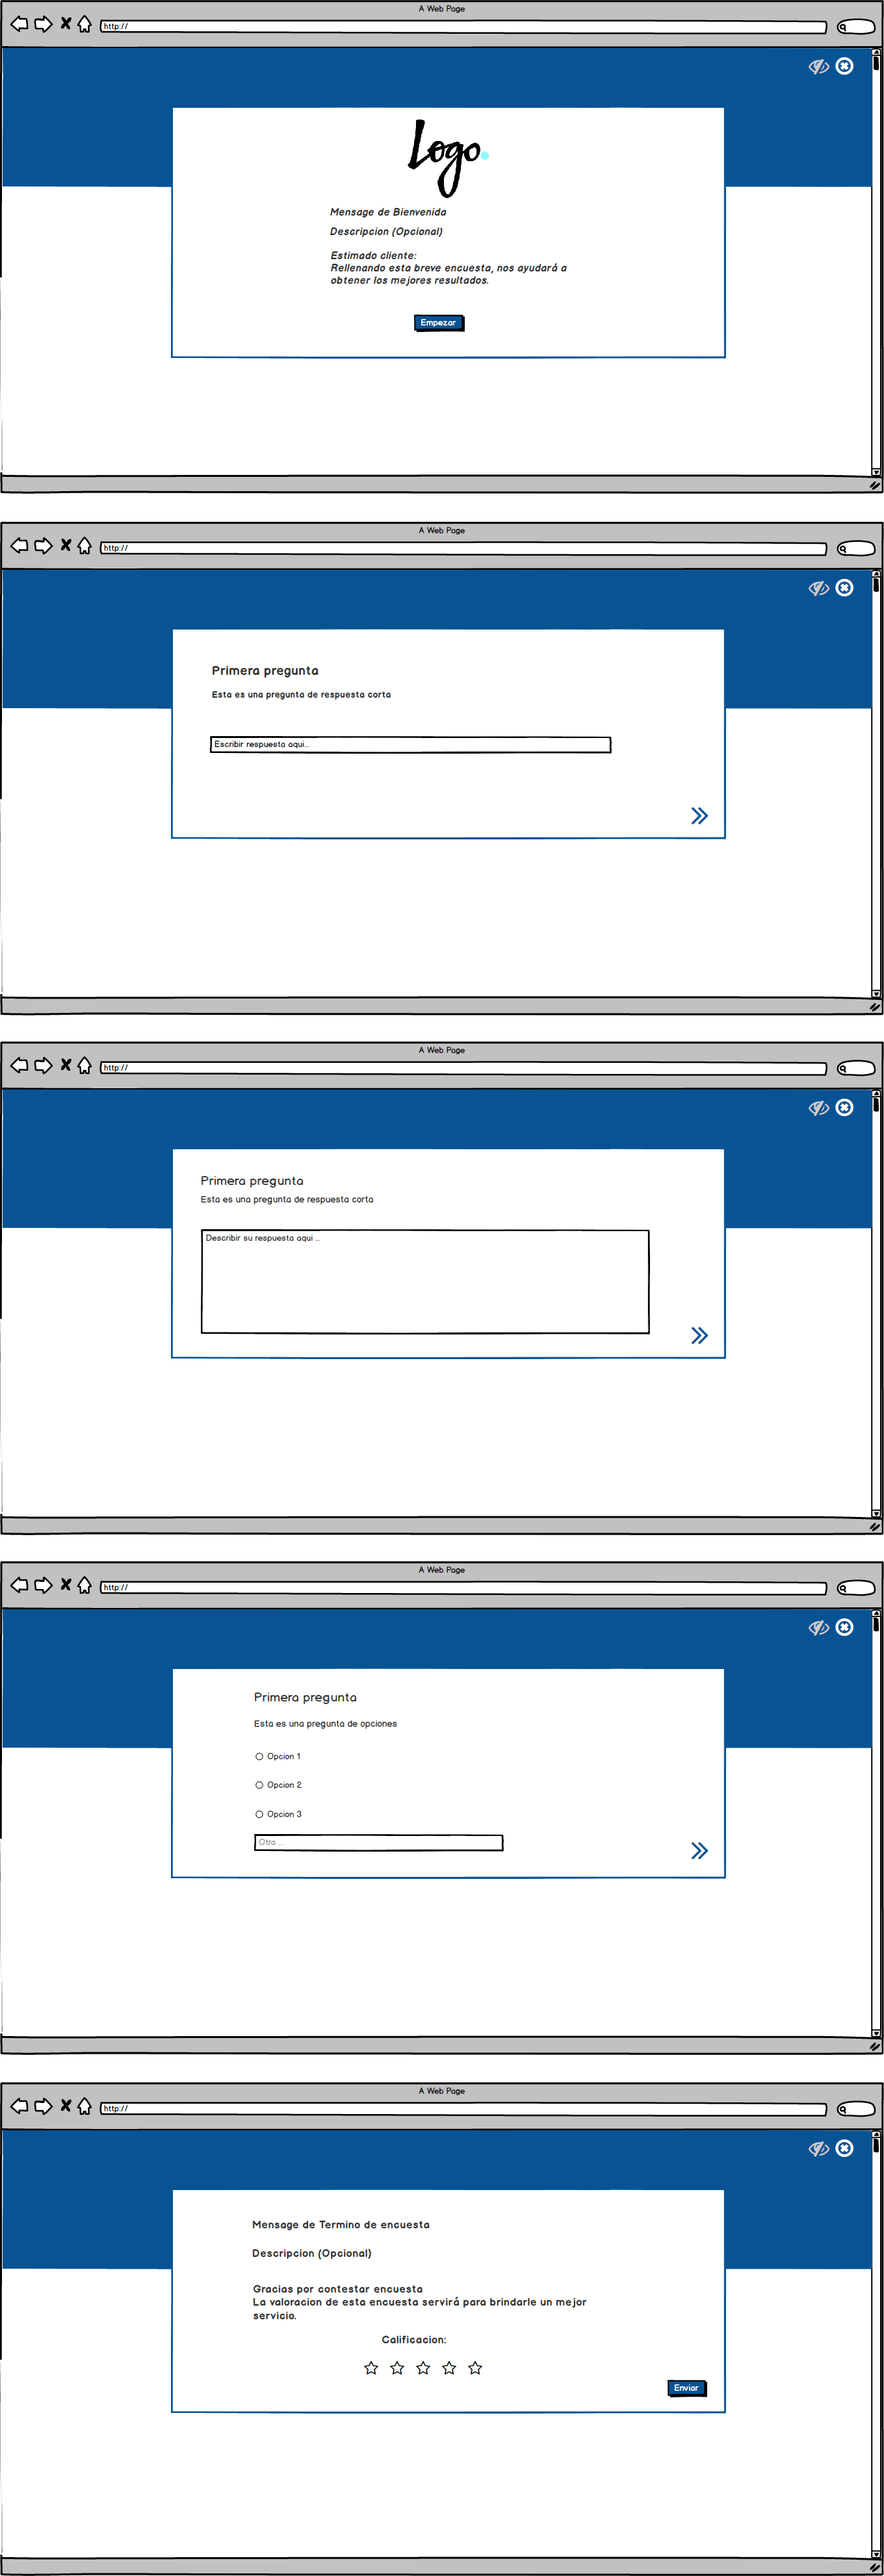 A Web Page
http://
Logo.
Mensage de Bienvenida
Descripcion (Opcional)
Estimado cliente:
Rellenando esta breve encuesta, nos ayudará a
obtener los mejores resultados.
Empezar
A Web Page
http://
Primera pregunta
Esta es una pregunta de respuesta corta
Escribir respuesta aqui...
A Web Page
http://
Primera pregunta
Esta es una pregunta de respuesta corta
Describir su respuesta aqui ...
A Web Page
http://
Primera pregunta
Esta es una pregunta de opciones
Opcion 1
Opcion 2
Opcion 3
Otra ...
A Web Page
http://
Mensage de Termino de encuesta
Descripcion (Opcional)
Gracias por contestar encuesta
La valoracion de esta encuesta servirá para brindarle un mejor
servicio.
Calificacion:
Enviar